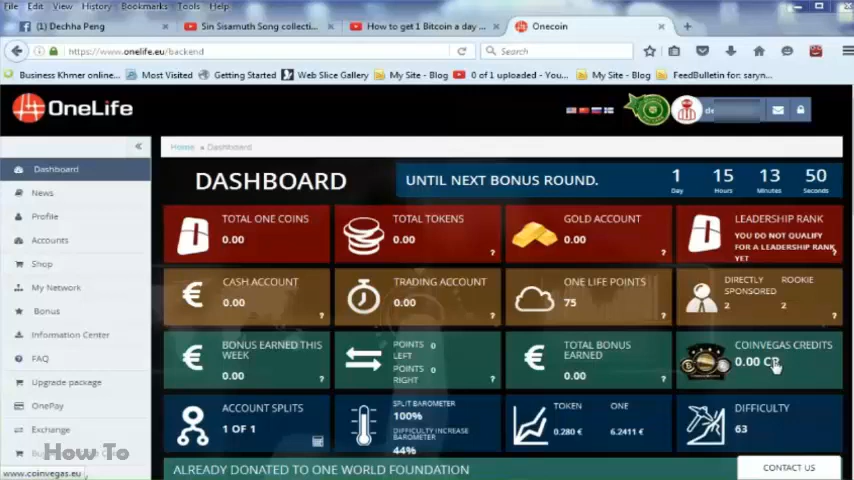 File Edit View History Bookmarks Tools Help
(1) Dechha Peng
Sin Sisamuth Song collecti...
How to get 1 Bitcoin a day ...
Onecoin
https://www.onelife.eu/backend
Search
Business Khmer online...
Most Visited
Getting Started
Web Slice Gallery
My Site - Blog
0 of 1 uploaded - You...
My Site - Blog
FeedBulletin for: saryn...
OneLife
de
Home » Dashboard
Dashboard
News
Profile
Accounts
Shop
My Network
Bonus
Information Center
FAQ
Upgrade package
OnePay
Exchange
How To
www.coinvegas.eu
DASHBOARD
UNTIL NEXT BONUS ROUND.
1 15 13 50
Day Hours Minutes Seconds
TOTAL ONE COINS
0.00
TOTAL TOKENS
0.00
?
GOLD ACCOUNT
0.00
?
LEADERSHIP RANK
YOU DO NOT QUALIFY
FOR A LEADERSHIP RANK
YET
?
CASH ACCOUNT
0.00
?
TRADING ACCOUNT
0.00
?
ONE LIFE POINTS
75
?
DIRECTLY SPONSORED
2
ROOKIE
2
?
BONUS EARNED THIS
WEEK
0.00
?
POINTS LEFT 0
POINTS RIGHT 0
?
TOTAL BONUS
EARNED
0.00
?
COINVEGAS CREDITS
0.00 CR
ACCOUNT SPLITS
1 OF 1
SPLIT BAROMETER
100%
DIFFICULTY INCREASE
BAROMETER
44%
TOKEN
0.280 €
ONE
6.2411 €
DIFFICULTY
63
ALREADY DONATED TO ONE WORLD FOUNDATION
CONTACT US